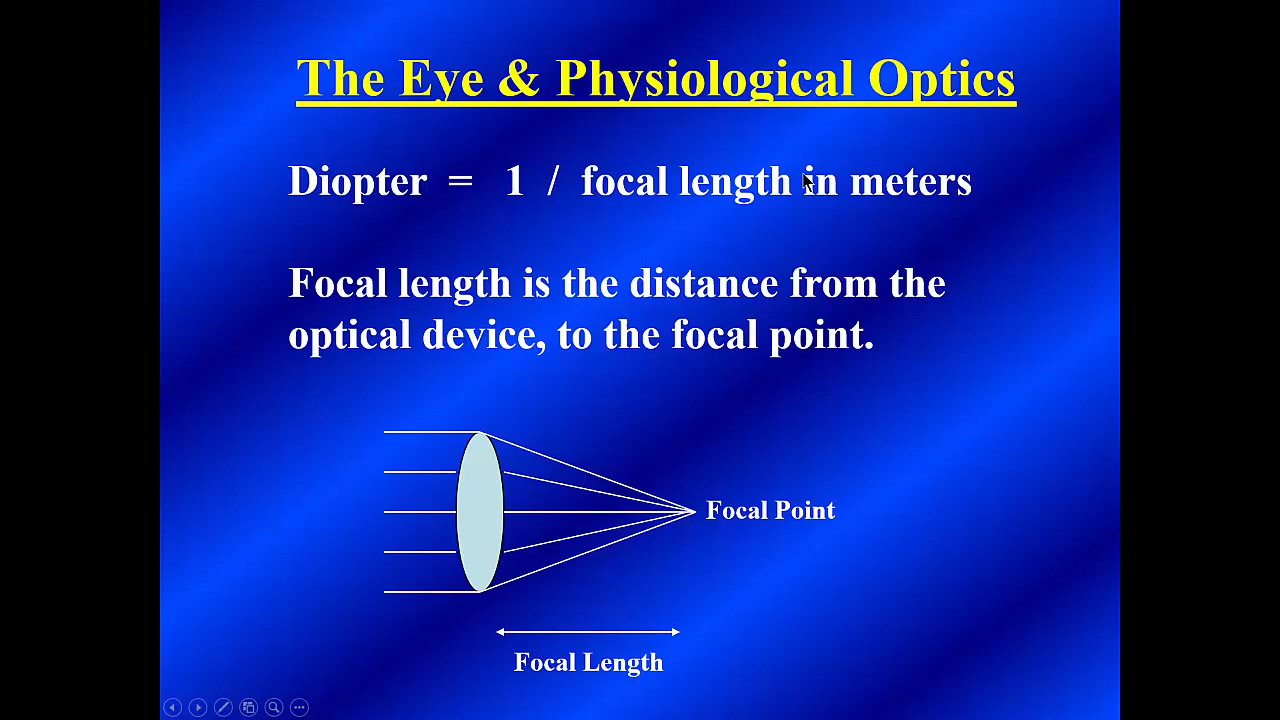 The Eye & Physiological Optics
Diopter = 1 / focal length in meters
Focal length is the distance from the
optical device, to the focal point.
Focal Point
Focal Length